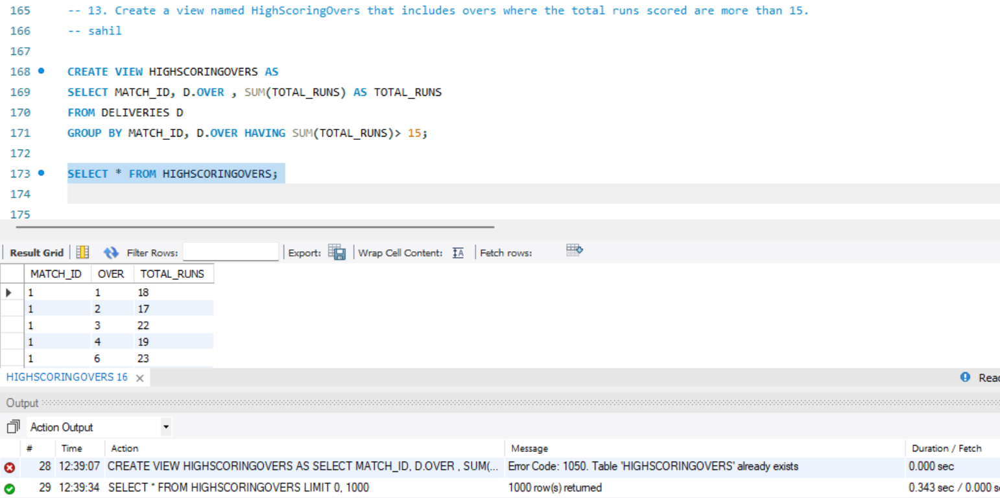 165 -- 13. Create a view named HighScoringOvers that includes overs where the total runs scored are more than 15.
166 -- sahil
167
168 CREATE VIEW HIGHSCORINGOVERS AS
169 SELECT MATCH_ID, D.OVER , SUM(TOTAL_RUNS) AS TOTAL_RUNS
170 FROM DELIVERIES D
171 GROUP BY MATCH_ID, D.OVER HAVING SUM(TOTAL_RUNS)> 15;
172
173 SELECT * FROM HIGHSCORINGOVERS;
174
175
Result Grid Filter Rows: Export: Wrap Cell Content: Fetch rows:
MATCH_ID OVER TOTAL_RUNS
1 1 18
1 2 17
1 3 22
1 4 19
1 6 23
HIGHSCORINGOVERS 16 Read
Output
Action Output
# Time Action Message Duration / Fetch
28 12:39:07 CREATE VIEW HIGHSCORINGOVERS AS SELECT MATCH_ID, D.OVER , SUM(... Error Code: 1050. Table 'HIGHSCORINGOVERS' already exists 0.000 sec
29 12:39:34 SELECT * FROM HIGHSCORINGOVERS LIMIT 0, 1000 1000 row(s) returned 0.343 sec / 0.000 s